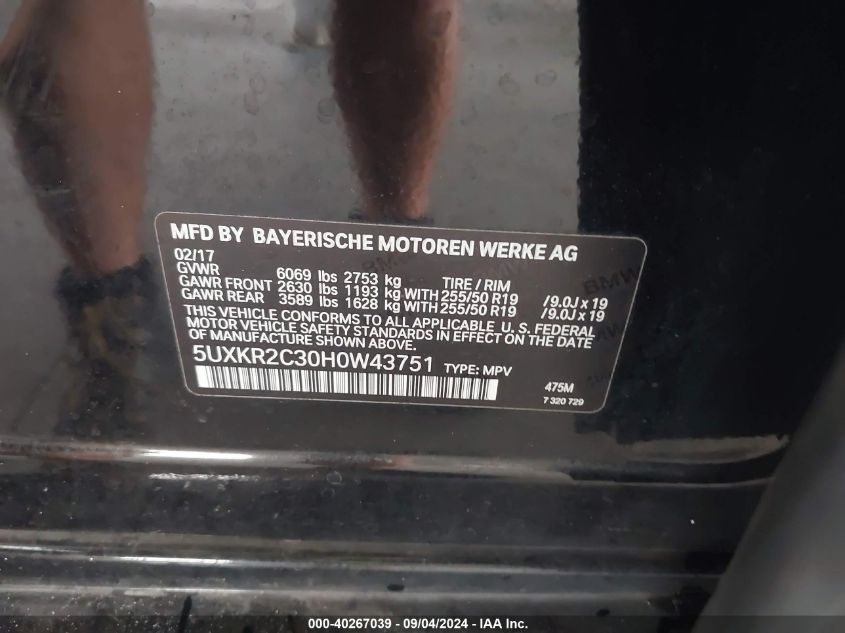 MFD BY BAYERISCHE MOTOREN WERKE AG
02/17
GVWR 6069 lbs 2753 kg TIRE / RIM
GAWR FRONT 2630 lbs 1193 kg WITH 255/50 R19 /9.0J x 19
GAWR REAR 3589 lbs 1628 kg WITH 255/50 R19 /9.0J x 19
THIS VEHICLE CONFORMS TO ALL APPLICABLE U. S. FEDERAL
MOTOR VEHICLE SAFETY STANDARDS IN EFFECT ON THE DATE
OF MANUFACTURE SHOWN ABOVE.
5UXKR2C30H0W43751 TYPE: MPV
475M
7 320 729
BMW
000-40267039 - 09/04/2024 - IAA Inc.